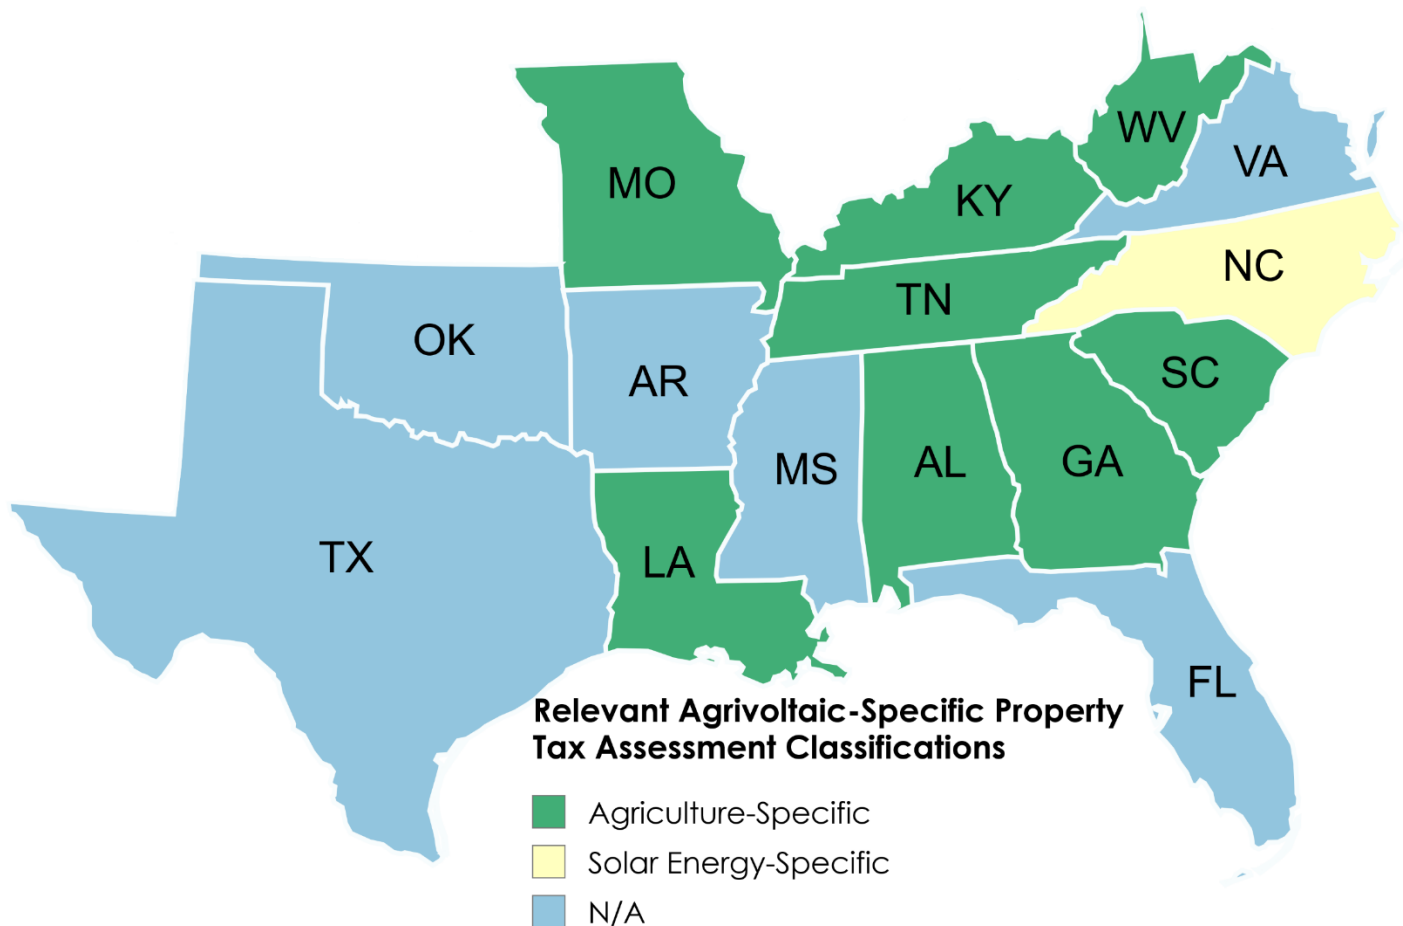 WV
VA
MO
KY
NC
TN
OK
AR
SC
MS
AL
GA
TX
LA
FL
Relevant Agrivoltaic-Specific Property
Tax Assessment Classifications
Agriculture-Specific
Solar Energy-Specific
N/A